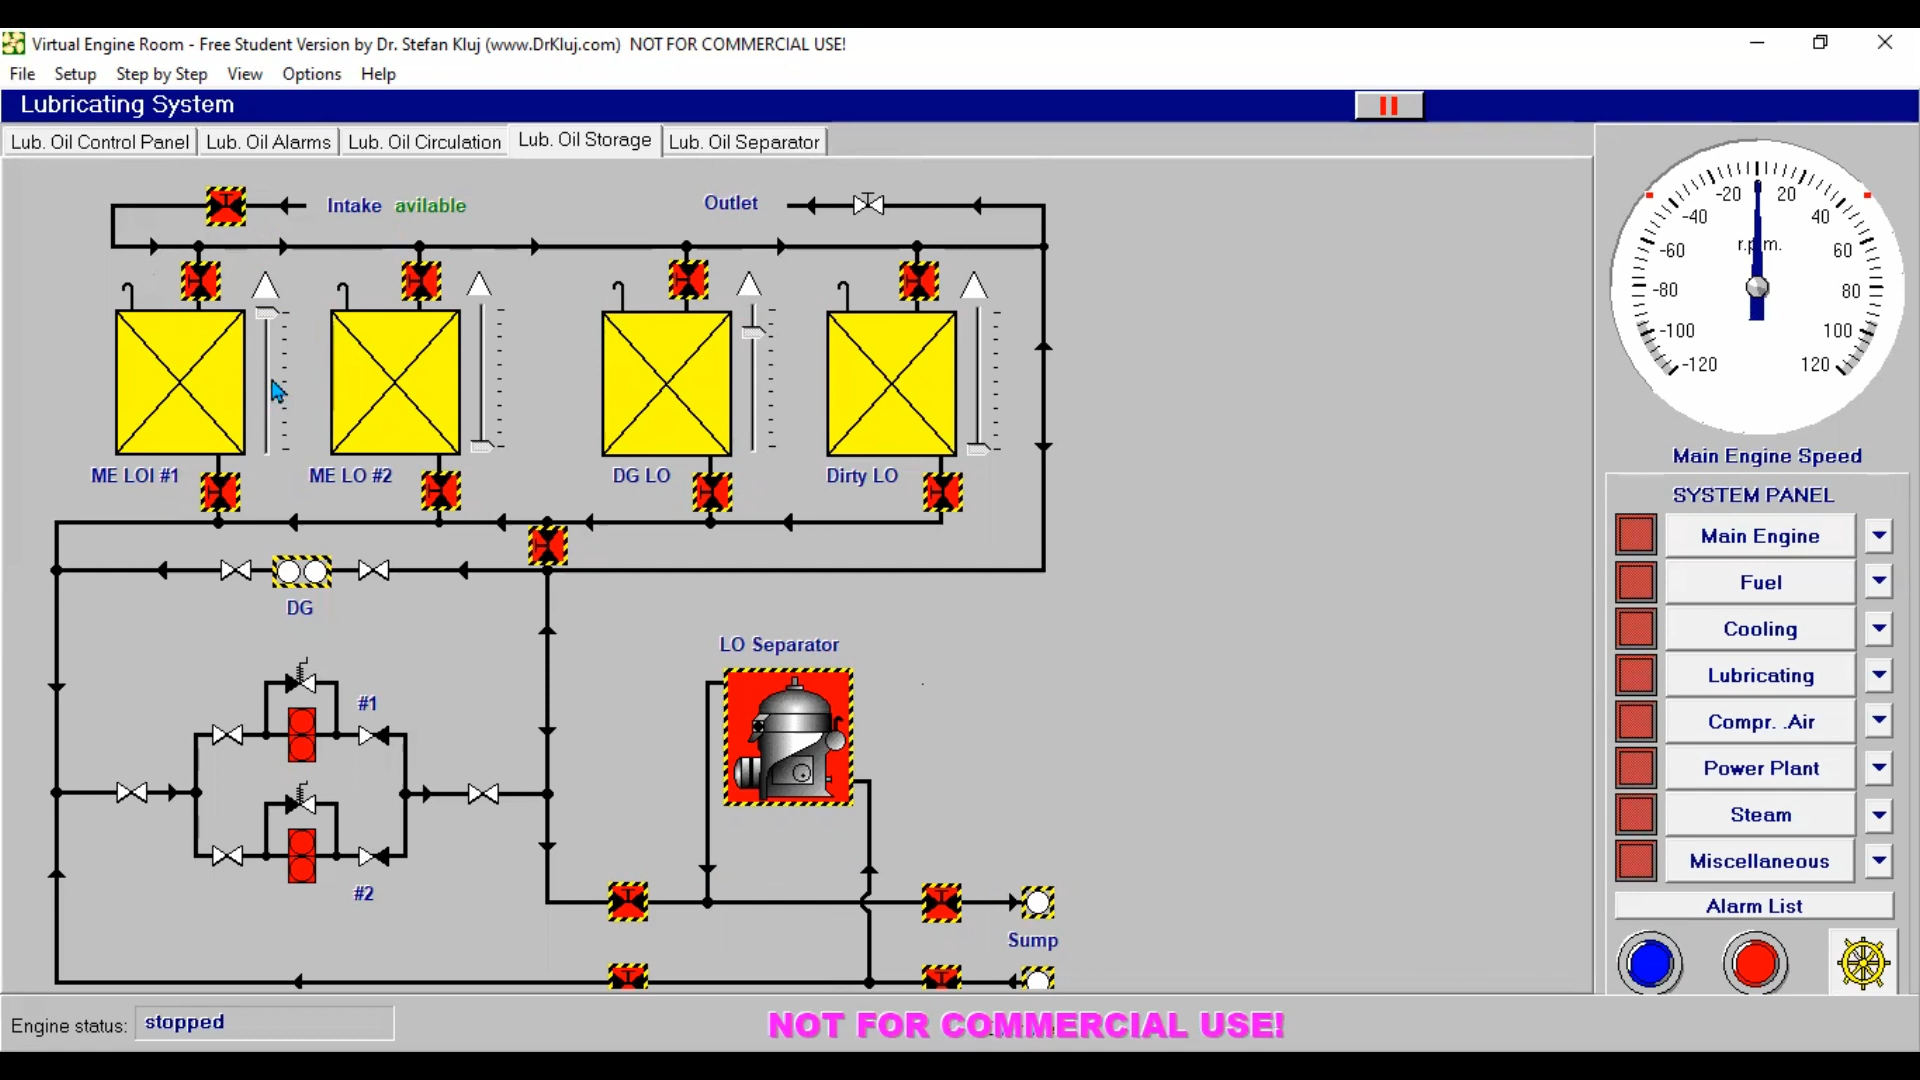 Virtual Engine Room - Free Student Version by Dr. Stefan Kluj (www.DrKluj.com)  NOT FOR COMMERCIAL USE!
File Setup Step by Step View Options Help
Lubricating System
Lub. Oil Control Panel Lub. Oil Alarms Lub. Oil Circulation Lub. Oil Storage Lub. Oil Separator
Intake avilable
Outlet
ME LOI #1
ME LO #2
DG LO
Dirty LO
DG
LO Separator
#1
#2
Sump
-20 20
-40 40
r.p.m.
-60 60
-80 80
-100 100
-120 120
Main Engine Speed
SYSTEM PANEL
Main Engine
Fuel
Cooling
Lubricating
Compr. .Air
Power Plant
Steam
Miscellaneous
Alarm List
Engine status: stopped
NOT FOR COMMERCIAL USE!